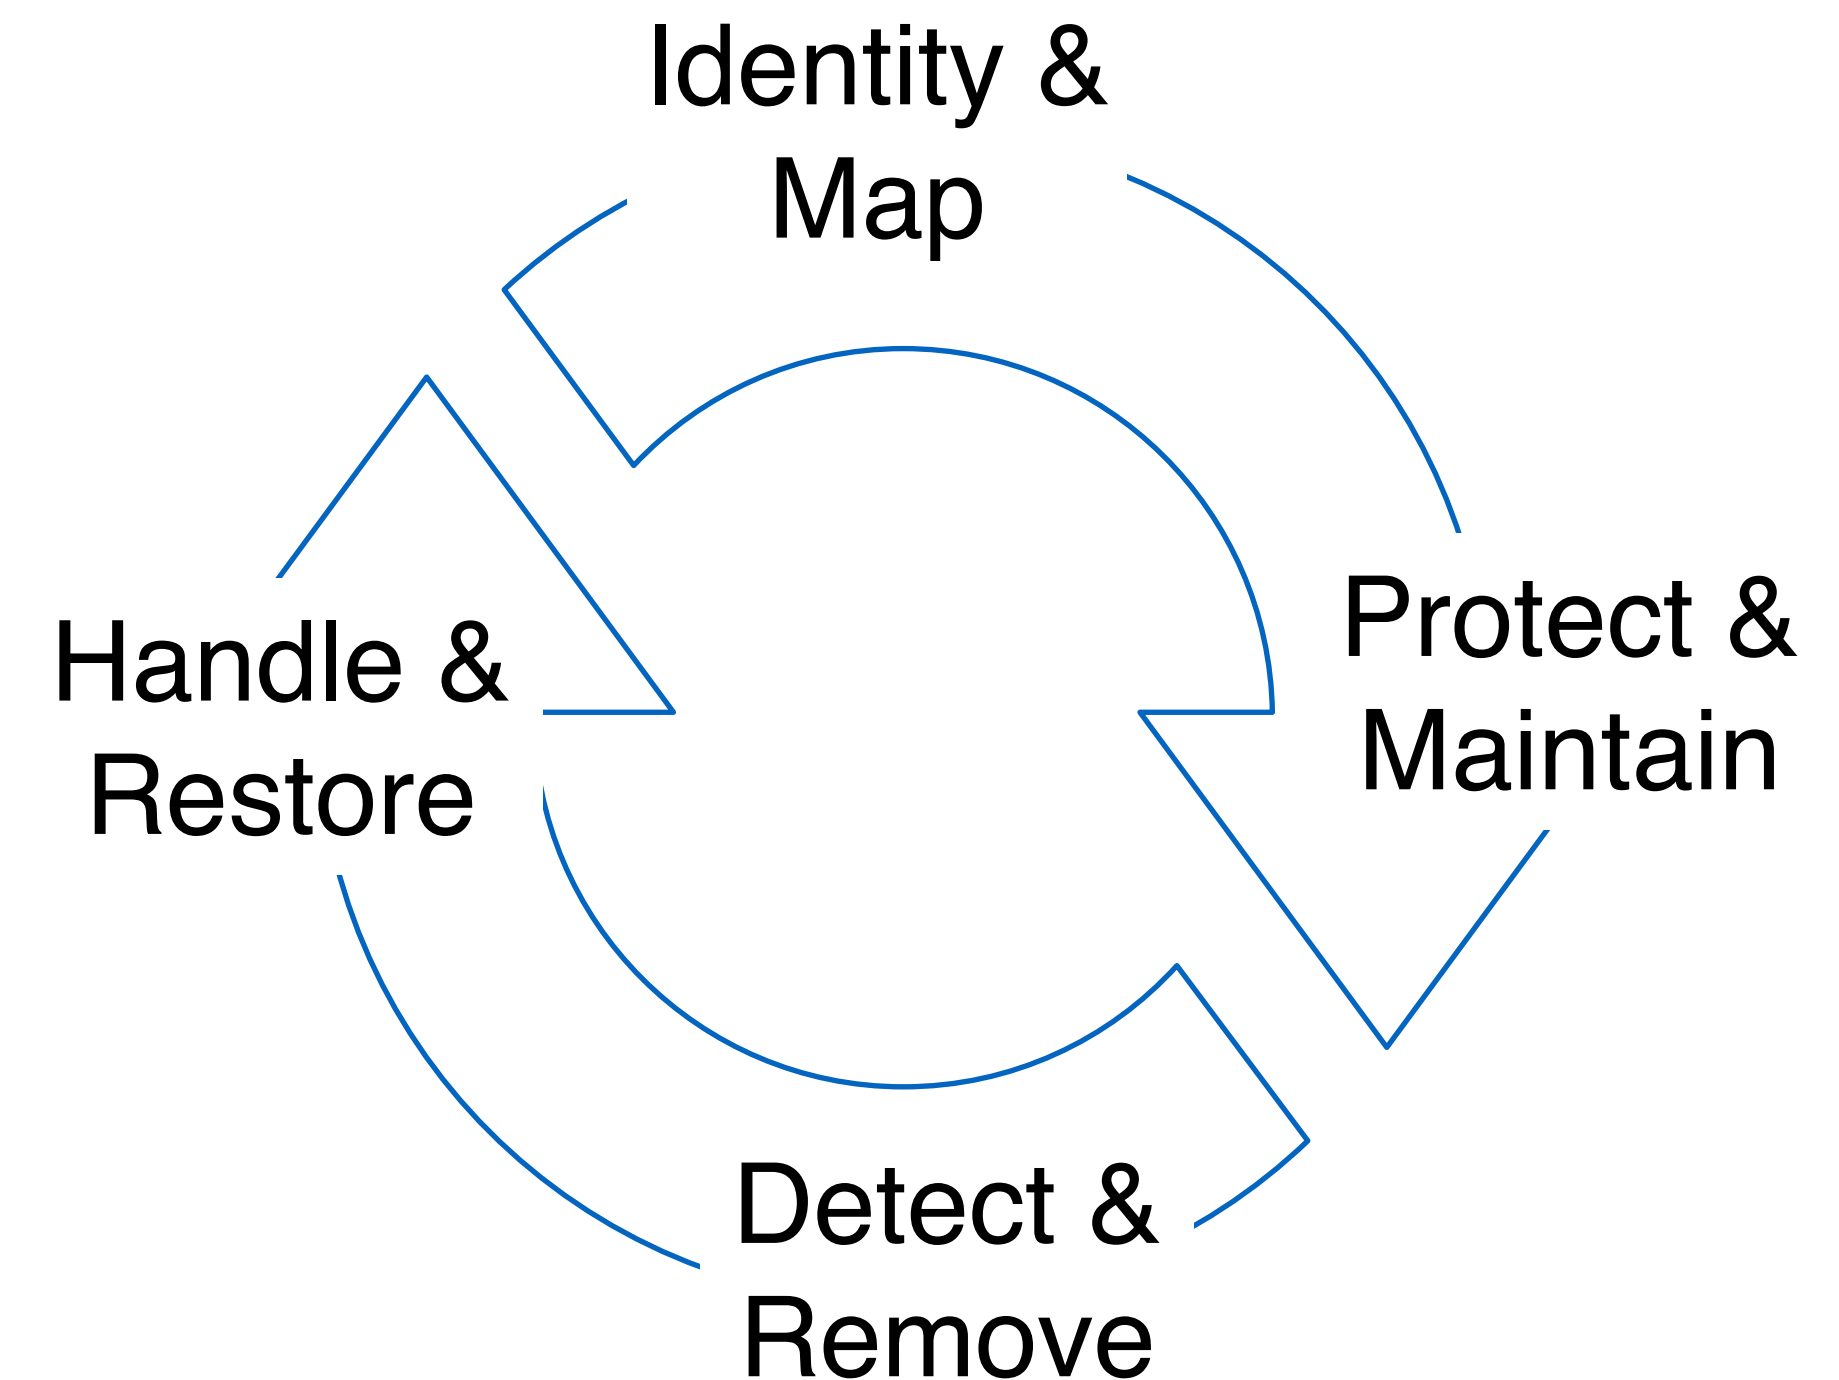 Identity &
Map
Protect &
Maintain
Detect &
Remove
Handle &
Restore